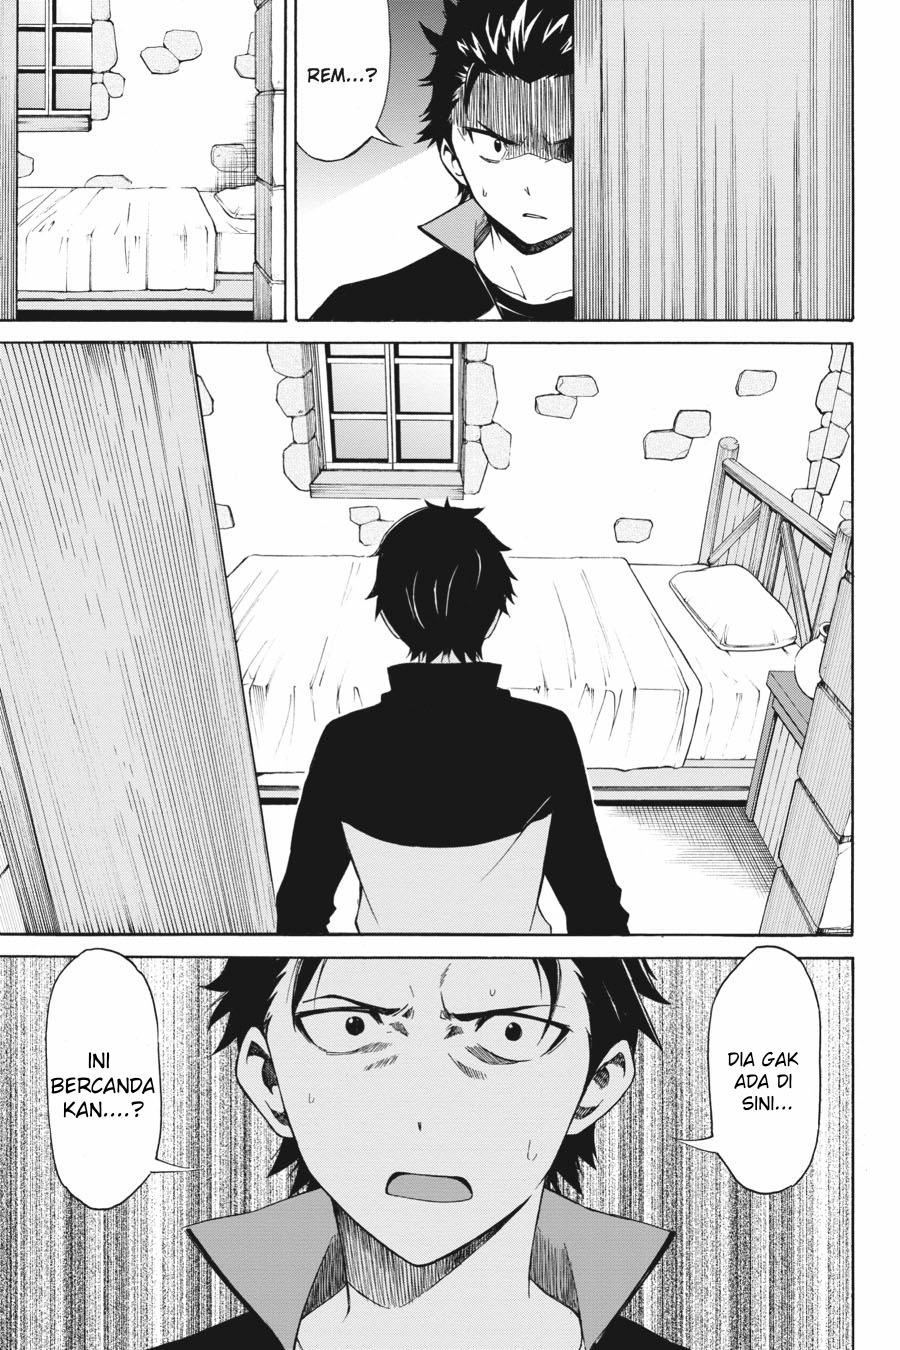 REM...?
DIA GAK
ADA DI
SINI...
INI
BERCANDA
KAN....?